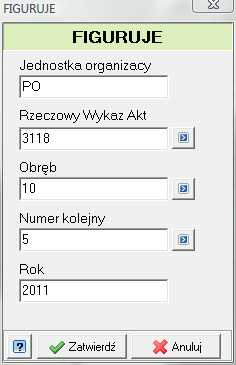 FIGURUJE
FIGURUJE
Jednostka organizacy
PO
Rzeczowy Wykaz Akt
3118
Obręb
10
Numer kolejny
5
Rok
2011
? Zatwierdź Anuluj